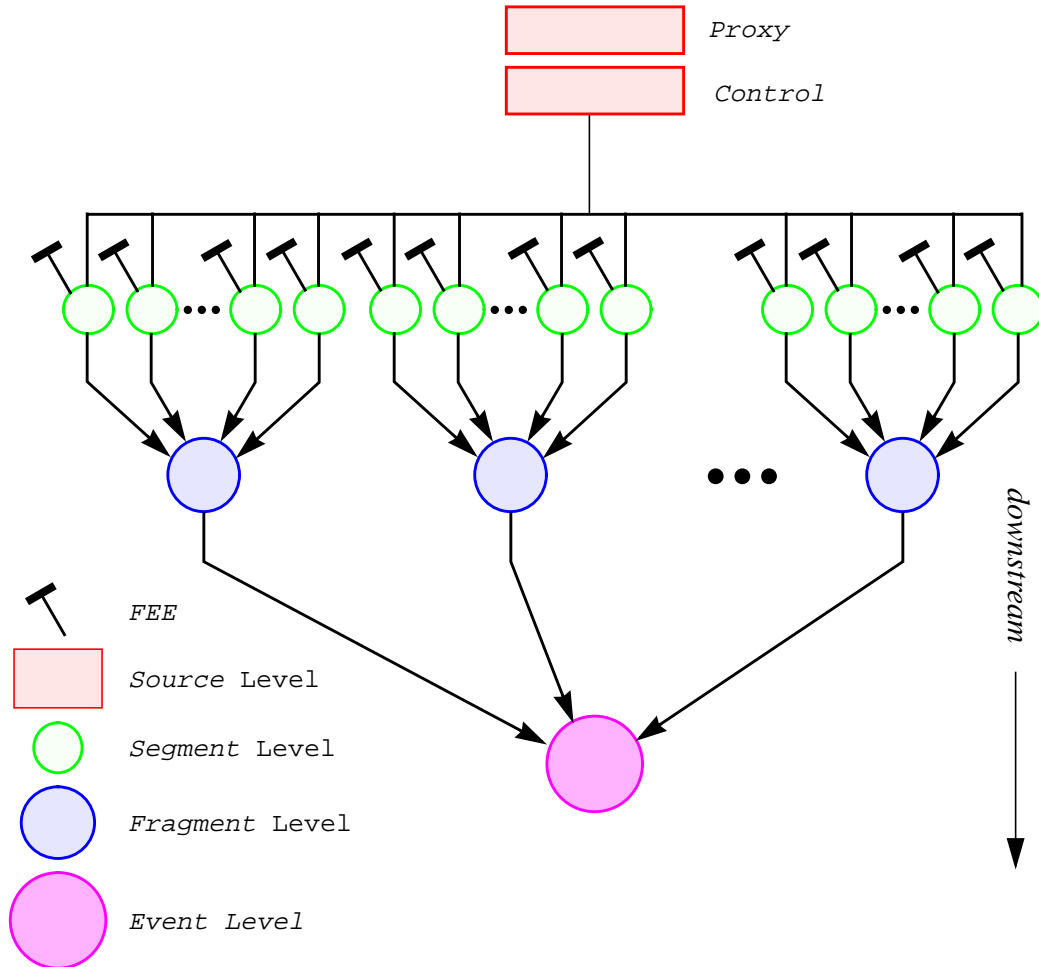 Proxy
Control
downstream
FEE
Source Level
Segment Level
Fragment Level
Event Level